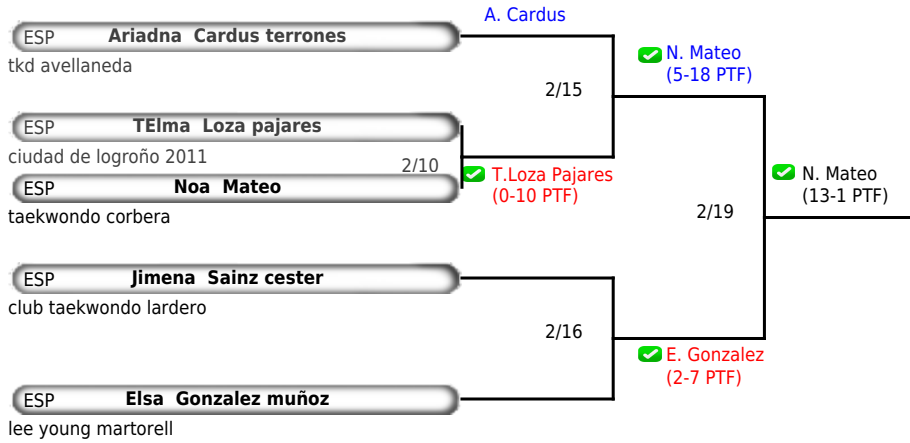 A. Cardus
ESP Ariadna Cardus terrones
tkd avellaneda
N. Mateo
(5-18 PTF)
2/15
ESP TElma Loza pajares
ciudad de logroño 2011
2/10
T.Loza Pajares
(0-10 PTF)
ESP Noa Mateo
taekwondo corbera
N. Mateo
(13-1 PTF)
2/19
ESP Jimena Sainz cester
club taekwondo lardero
2/16
E. Gonzalez
(2-7 PTF)
ESP Elsa Gonzalez muñoz
lee young martorell